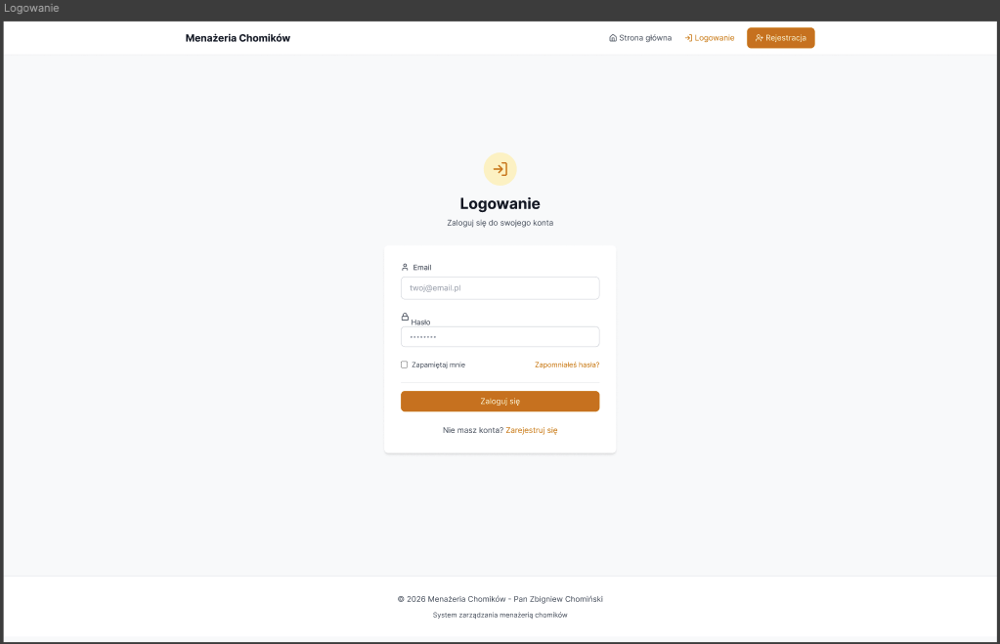 Logowanie
Menażeria Chomików
Strona główna
Logowanie
Rejestracja
Logowanie
Zaloguj się do swojego konta
Email
twoj@email.pl
Hasło
••••••••
Zapamiętaj mnie
Zapomniałeś hasła?
Zaloguj się
Nie masz konta? Zarejestruj się
© 2026 Menażeria Chomików - Pan Zbigniew Chomiński
System zarządzania menażerią chomików